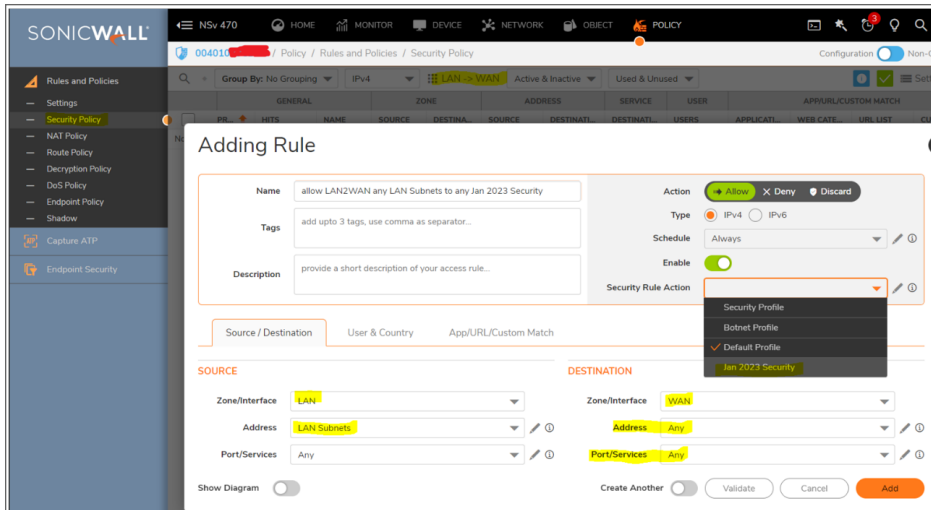 SONICWALL
NSv 470 HOME MONITOR DEVICE NETWORK OBJECT POLICY 3
004010 / Policy / Rules and Policies / Security Policy Configuration
Rules and Policies
Settings
Security Policy
NAT Policy
Route Policy
Decryption Policy
DoS Policy
Endpoint Policy
Shadow
Capture ATP
Endpoint Security
Group By: No Grouping IPv4 LAN -> WAN Active & Inactive Used & Unused
GENERAL ZONE ADDRESS SERVICE USER APP/URL/CUSTOM MATCH
PR... HITS NAME SOURCE DESTINA... SOURCE DESTINATI... DESTINATI... USERS APPLICATI... WEB CATE... URL LIST
Adding Rule
Name allow LAN2WAN any LAN Subnets to any Jan 2023 Security
Tags add upto 3 tags, use comma as separator...
Description provide a short description of your access rule...
Action Allow Deny Discard
Type IPv4 IPv6
Schedule Always
Enable
Security Rule Action
Security Profile
Botnet Profile
Default Profile
Jan 2023 Security
Source / Destination User & Country App/URL/Custom Match
SOURCE
Zone/Interface LAN
Address LAN Subnets
Port/Services Any
DESTINATION
Zone/Interface WAN
Address Any
Port/Services Any
Show Diagram Create Another Validate Cancel Add